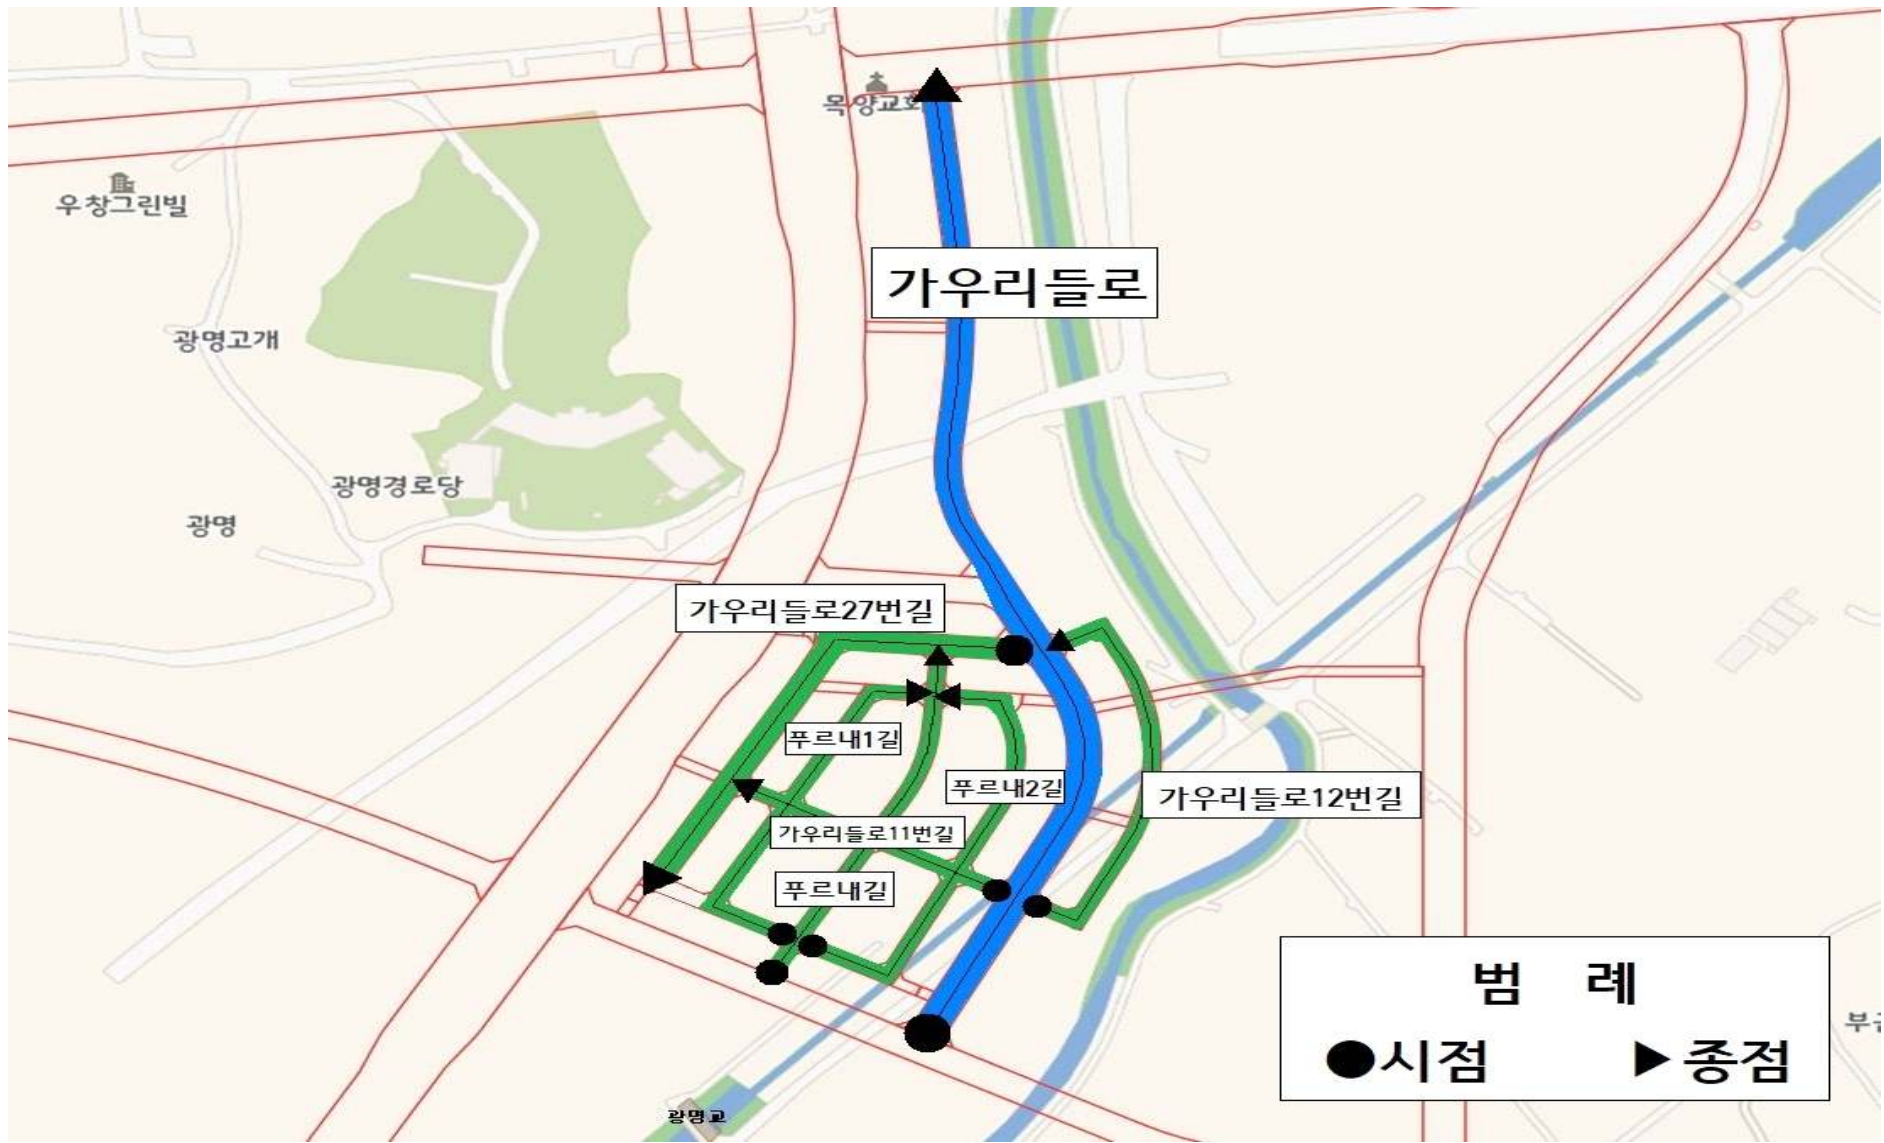 목양교회
우창그린빌
가우리들로
광명고개
광명경로당
광명
가우리들로27번길
푸르내1길
푸르내2길
가우리들로12번길
가우리들로11번길
푸르내길
범 례
●시점 ▶종점
광명교